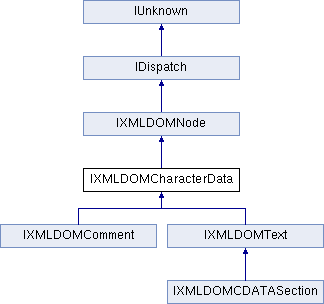 IUnknown
IDispatch
IXMLDOMNode
IXMLDOMCharacterData
IXMLDOMComment
IXMLDOMText
IXMLDOMCDATASection